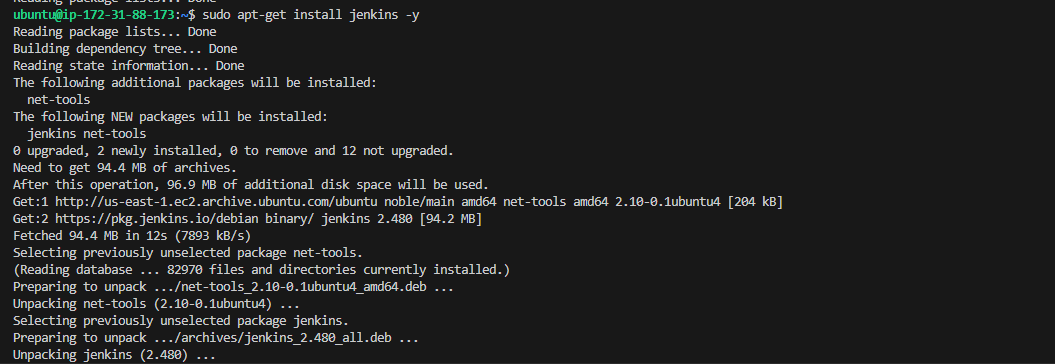 Reading package lists... Done
ubuntu@ip-172-31-88-173:~$ sudo apt-get install jenkins -y
Reading package lists... Done
Building dependency tree... Done
Reading state information... Done
The following additional packages will be installed:
  net-tools
The following NEW packages will be installed:
  jenkins net-tools
0 upgraded, 2 newly installed, 0 to remove and 12 not upgraded.
Need to get 94.4 MB of archives.
After this operation, 96.9 MB of additional disk space will be used.
Get:1 http://us-east-1.ec2.archive.ubuntu.com/ubuntu noble/main amd64 net-tools amd64 2.10-0.1ubuntu4 [204 kB]
Get:2 https://pkg.jenkins.io/debian binary/ jenkins 2.480 [94.2 MB]
Fetched 94.4 MB in 12s (7893 kB/s)
Selecting previously unselected package net-tools.
(Reading database ... 82970 files and directories currently installed.)
Preparing to unpack .../net-tools_2.10-0.1ubuntu4_amd64.deb ...
Unpacking net-tools (2.10-0.1ubuntu4) ...
Selecting previously unselected package jenkins.
Preparing to unpack .../archives/jenkins_2.480_all.deb ...
Unpacking jenkins (2.480) ...